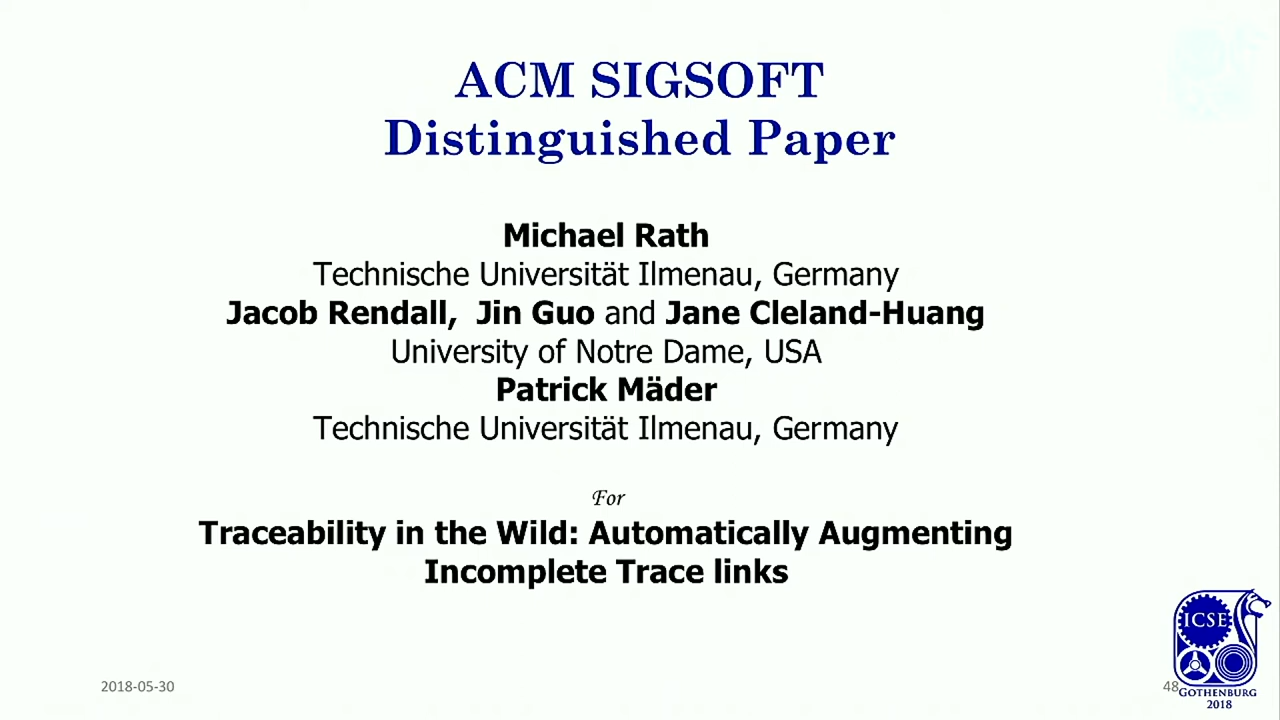 ACM SIGSOFT
Distinguished Paper
Michael Rath
Technische Universität Ilmenau, Germany
Jacob Rendall, Jin Guo and Jane Cleland-Huang
University of Notre Dame, USA
Patrick Mäder
Technische Universität Ilmenau, Germany
For
Traceability in the Wild: Automatically Augmenting
Incomplete Trace links
2018-05-30
48
ICSE
GOTHENBURG
2018